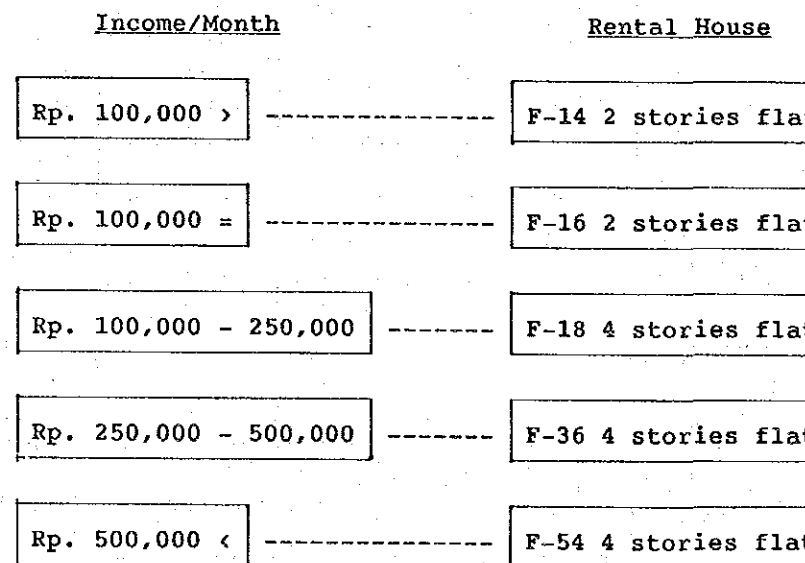 Income/Month Rental House
Rp. 100,000 > F-14 2 stories fla
Rp. 100,000 = F-16 2 stories fla
Rp. 100,000 - 250,000 F-18 4 stories fla
Rp. 250,000 - 500,000 F-36 4 stories fla
Rp. 500,000 < F-54 4 stories fla